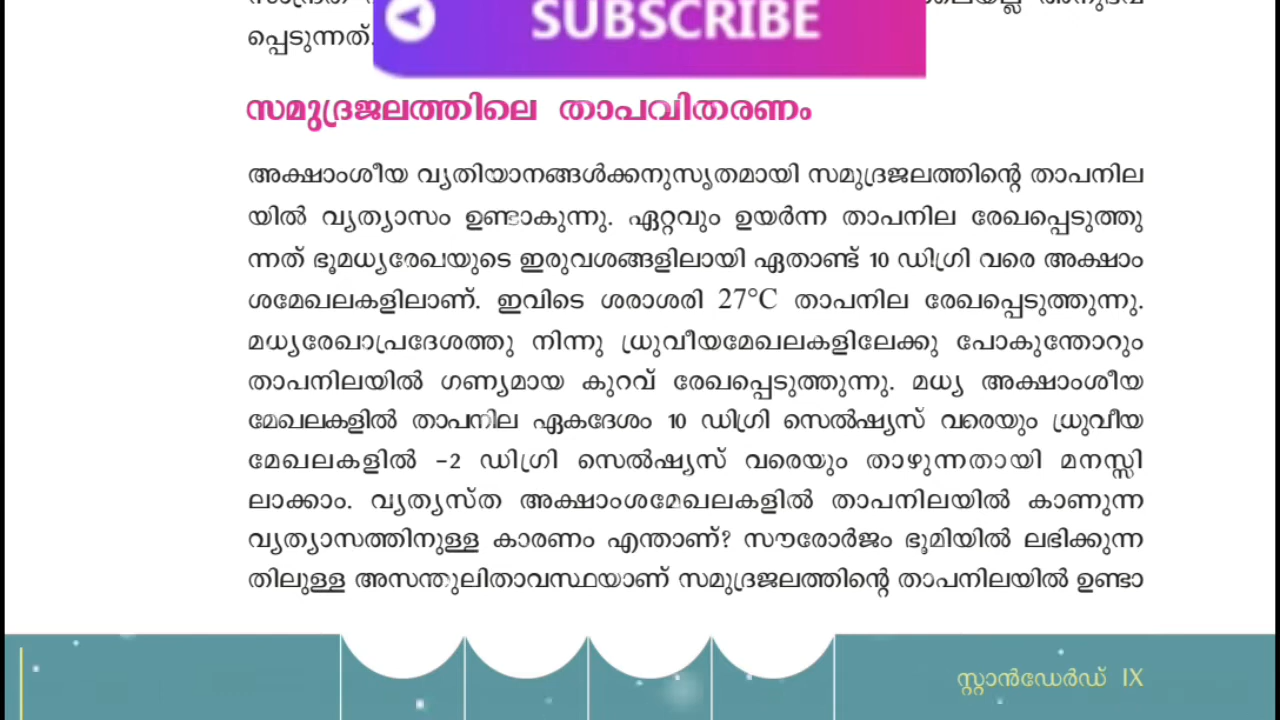 SUBSCRIBE
പ്പെടുന്നത്.
സമുദ്രജലത്തിലെ താപവിതരണം
അക്ഷാംശീയ വ്യതിയാനങ്ങൾക്കനുസൃതമായി സമുദ്രജലത്തിന്റെ താപനില
യിൽ വ്യത്യാസം ഉണ്ടാകുന്നു. ഏറ്റവും ഉയർന്ന താപനില രേഖപ്പെടുത്തു
ന്നത് ഭൂമധ്യരേഖയുടെ ഇരുവശങ്ങളിലായി ഏതാണ്ട് 10 ഡിഗ്രി വരെ അക്ഷാം
ശമേഖലകളിലാണ്. ഇവിടെ ശരാശരി 27°C താപനില രേഖപ്പെടുത്തുന്നു.
മധ്യരേഖാപ്രദേശത്തു നിന്നു ധ്രുവീയമേഖലകളിലേക്കു പോകുന്തോറും
താപനിലയിൽ ഗണ്യമായ കുറവ് രേഖപ്പെടുത്തുന്നു. മധ്യ അക്ഷാംശീയ
മേഖലകളിൽ താപനില ഏകദേശം 10 ഡിഗ്രി സെൽഷ്യസ് വരെയും ധ്രുവീയ
മേഖലകളിൽ -2 ഡിഗ്രി സെൽഷ്യസ് വരെയും താഴുന്നതായി മനസ്സി
ലാക്കാം. വ്യത്യസ്ത അക്ഷാംശമേഖലകളിൽ താപനിലയിൽ കാണുന്ന
വ്യത്യാസത്തിനുള്ള കാരണം എന്താണ്? സൗരോർജം ഭൂമിയിൽ ലഭിക്കുന്ന
തിലുള്ള അസന്തുലിതാവസ്ഥയാണ് സമുദ്രജലത്തിന്റെ താപനിലയിൽ ഉണ്ടാ
സ്റ്റാൻഡേർഡ് IX